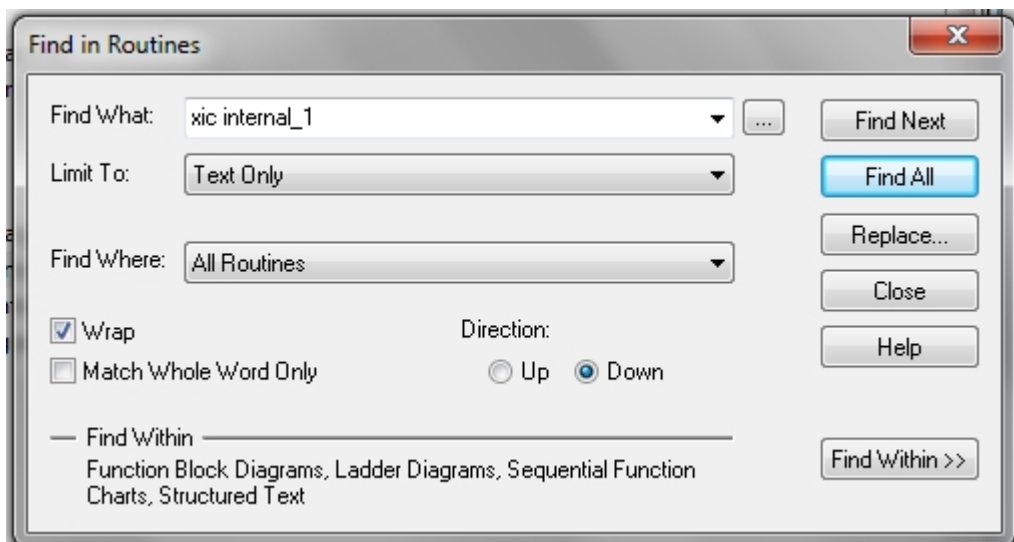 Find in Routines
Find What: xic internal_1 ... Find Next
Limit To: Text Only Find All
Replace...
Find Where: All Routines
Close
Wrap Direction:
Help
Match Whole Word Only Up Down
Find Within
Function Block Diagrams, Ladder Diagrams, Sequential Function
Charts, Structured Text
Find Within >>